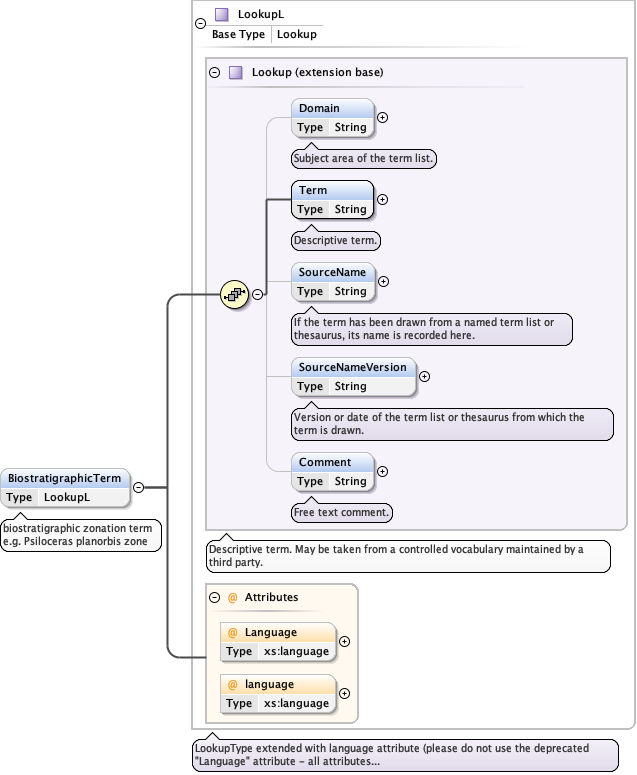 LookupL
Base Type Lookup
Lookup (extension base)
Domain
Type String
Subject area of the term list.
Term
Type String
Descriptive term.
SourceName
Type String
If the term has been drawn from a named term list or
thesaurus, its name is recorded here.
SourceNameVersion
Type String
Version or date of the term list or thesaurus from which the
term is drawn.
Comment
Type String
Free text comment.
BiostratigraphicTerm
Type LookupL
biostratigraphic zonation term
e.g. Psiloceras planorbis zone
Descriptive term. May be taken from a controlled vocabulary maintained by a
third party.
@ Attributes
@ Language
Type xs:language
@ language
Type xs:language
LookupType extended with language attribute (please do not use the deprecated
"Language" attribute - all attributes...